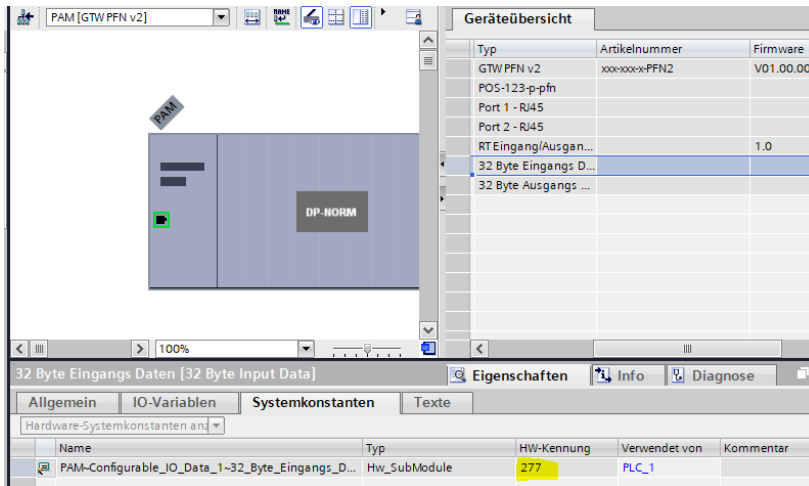 PAM [GTW PFN v2]
PAM
DP-NORM
100%
Geräteübersicht
Typ Artikelnummer Firmware
GTW PFN v2 xxx-xxx-x-PFN2 V01.00.00
POS-123-p-pfn
Port 1 - RJ45
Port 2 - RJ45
RT Eingang/Ausgan... 1.0
32 Byte Eingangs D...
32 Byte Ausgangs ...
32 Byte Eingangs Daten [32 Byte Input Data]
Eigenschaften Info Diagnose
Allgemein IO-Variablen Systemkonstanten Texte
Hardware-Systemkonstanten anz
Name Typ HW-Kennung Verwendet von Kommentar
PAM~Configurable_IO_Data_1~32_Byte_Eingangs_D... Hw_SubModule 277 PLC_1